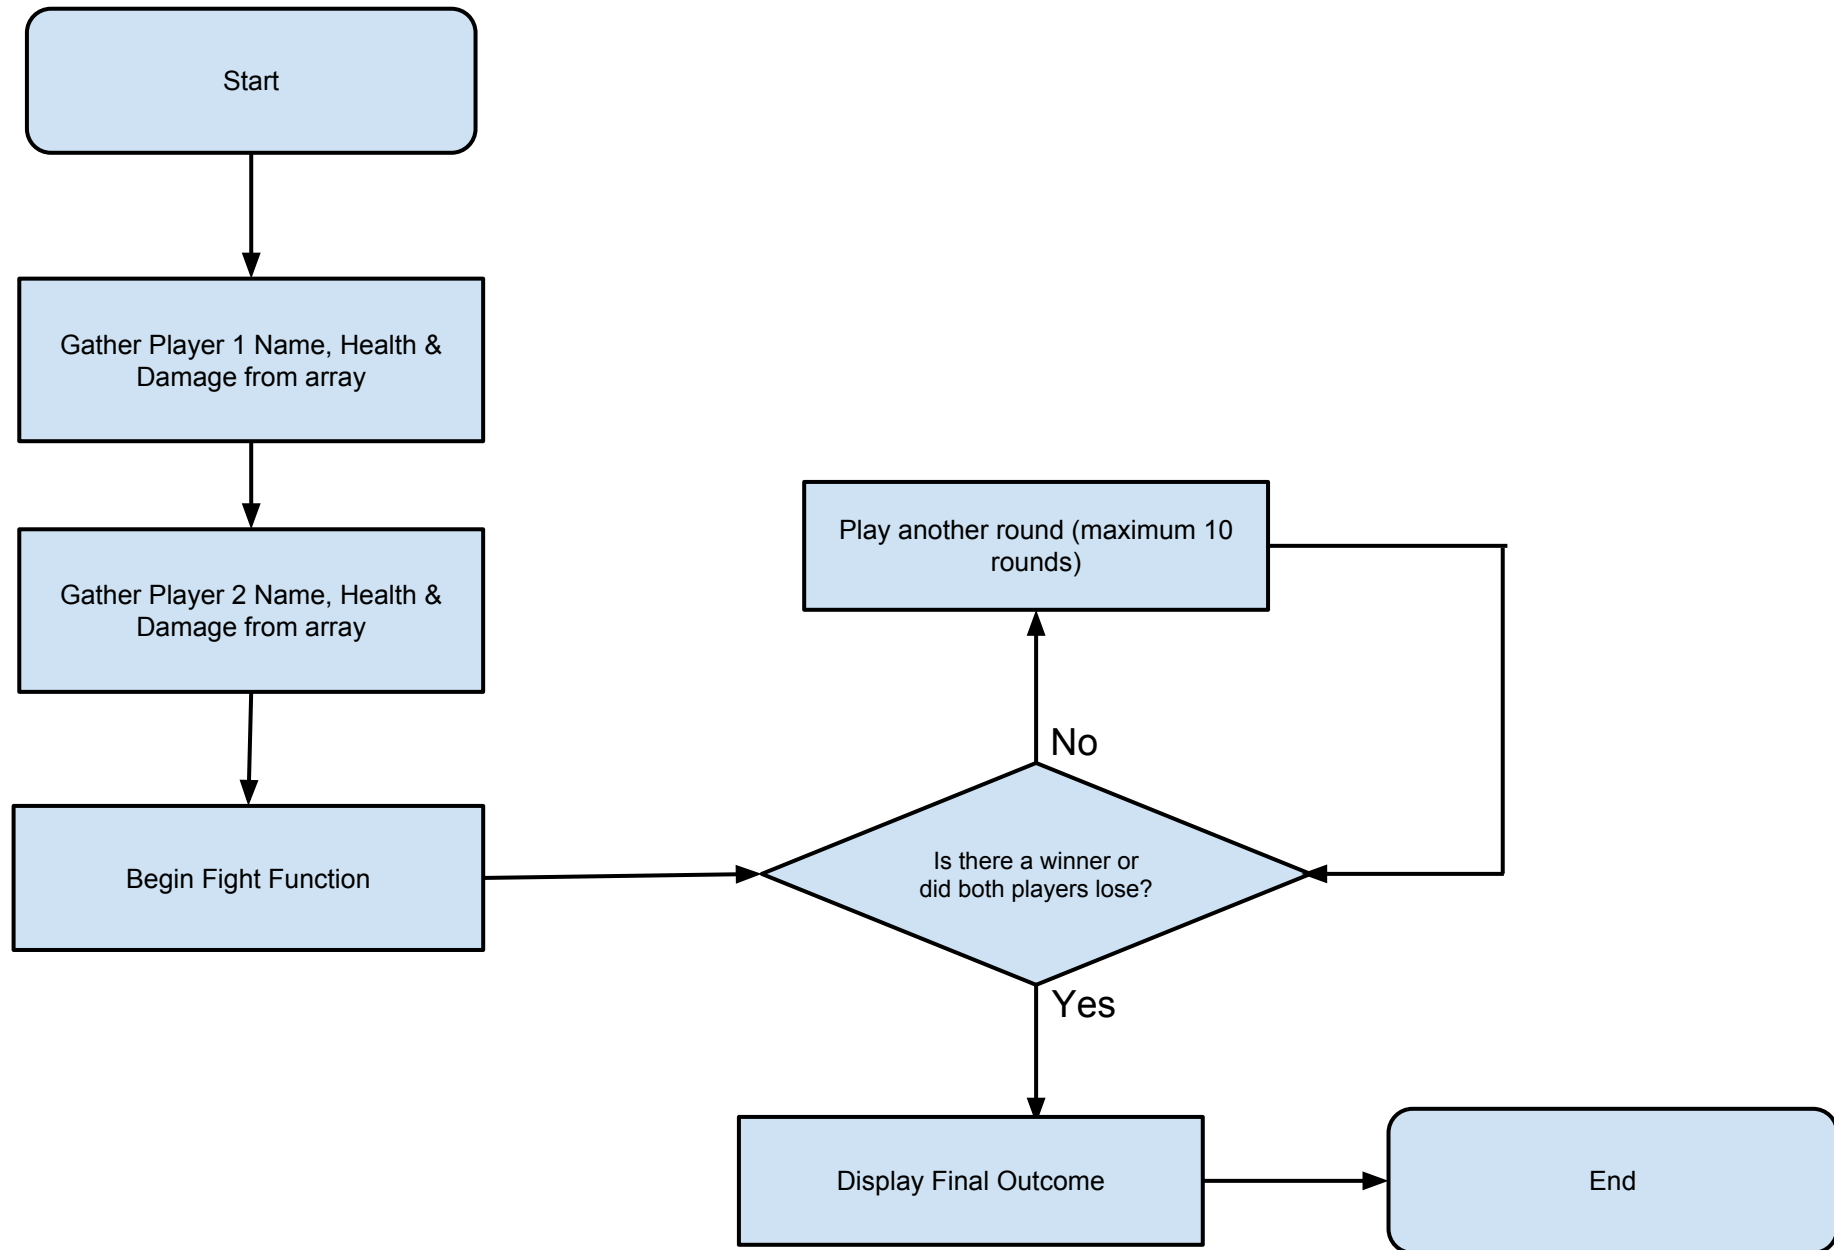 Start
Gather Player 1 Name, Health &
Damage from array
Gather Player 2 Name, Health &
Damage from array
Begin Fight Function
Play another round (maximum 10
rounds)
No
Is there a winner or
did both players lose?
Yes
Display Final Outcome
End